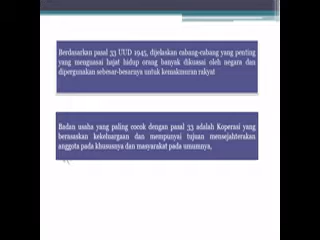 Berdasarkan pasal 33 UUD 1945, dijelaskan cabang-cabang yang penting
yang menguasai hajat hidup orang banyak dikuasai oleh negara dan
dipergunakan sebesar-besarnya untuk kemakmuran rakyat
Badan usaha yang paling cocok dengan pasal 33 adalah Koperasi yang
berasaskan kekeluargaan dan mempunyai tujuan mensejahterakan
anggota pada khususnya dan masyarakat pada umumnya,